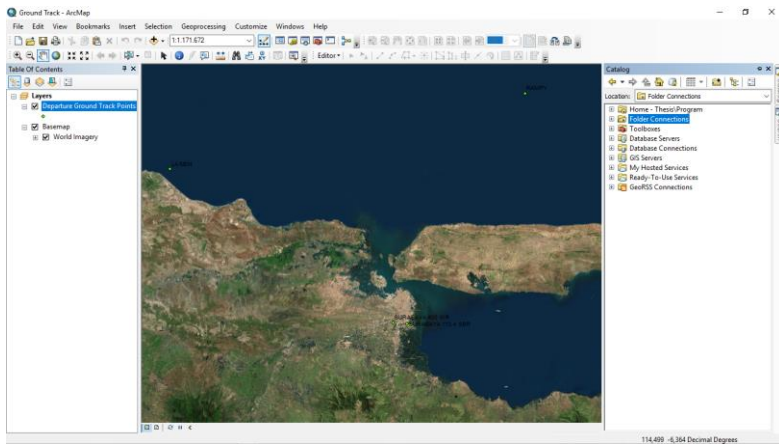 Ground Track - ArcMap
File Edit View Bookmarks Insert Selection Geoprocessing Customize Windows Help
1:1.171.672
Editor
Table Of Contents
Layers
Departure Ground Track Points
Basemap
World Imagery
Catalog
Location: Folder Connections
Home - Thesis\Program
Folder Connections
Toolboxes
Database Servers
Database Connections
GIS Servers
My Hosted Services
Ready-To-Use Services
GeoRSS Connections
114,499 -6,364 Decimal Degrees